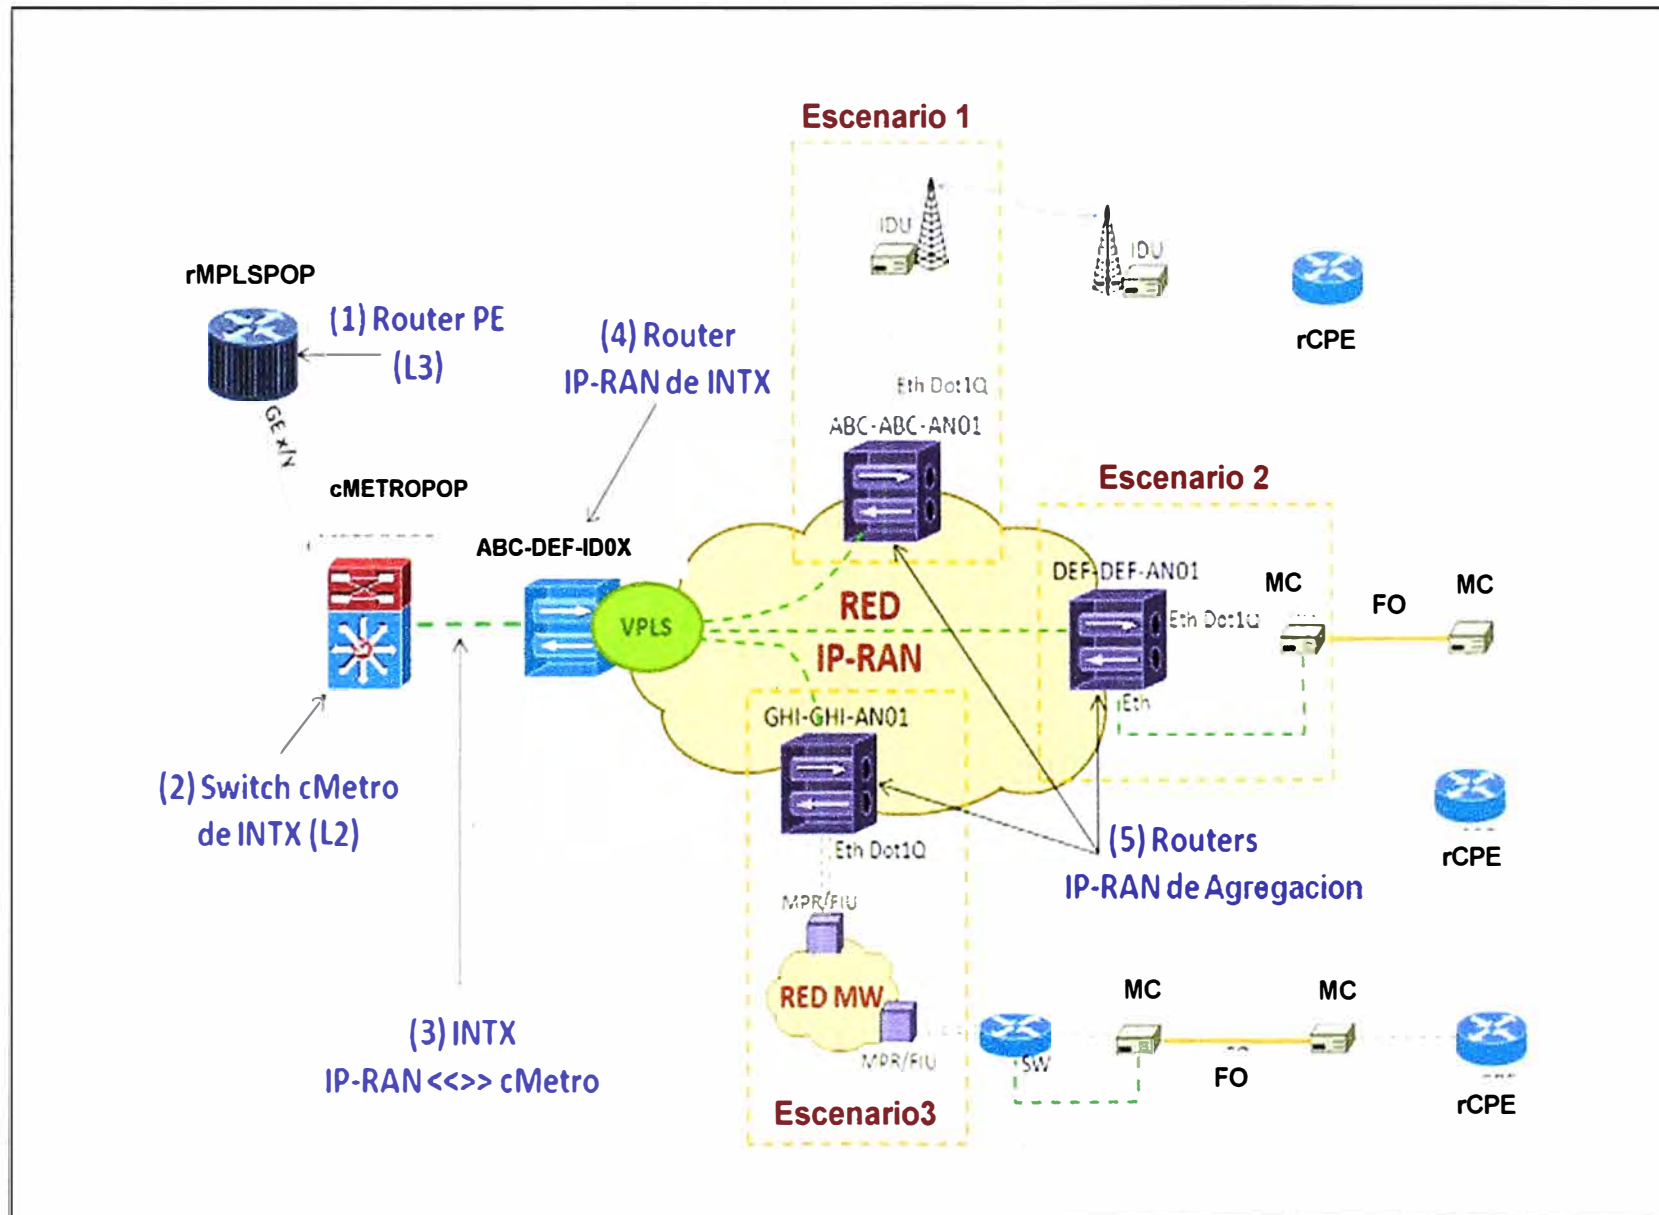 Escenario 1
IDU
IDU
rMPLSPOP
(1) Router PE
(L3)
(4) Router
IP-RAN de INTX
rCPE
Eth Dot1Q
ABC-ABC-AN01
GE x/y
cMETROPOP
Escenario 2
ABC-DEF-ID0X
DEF-DEF-AN01
MC
FO
MC
RED
IP-RAN
VPLS
Eth Dot1Q
Eth
GHI-GHI-AN01
(2) Switch cMetro
de INTX (L2)
Eth Dot1Q
(5) Routers
IP-RAN de Agregacion
rCPE
MPR/FIU
RED MW
MC
MC
(3) INTX
IP-RAN <<>> cMetro
MPR/FIU
SW
FO
Escenario3
rCPE